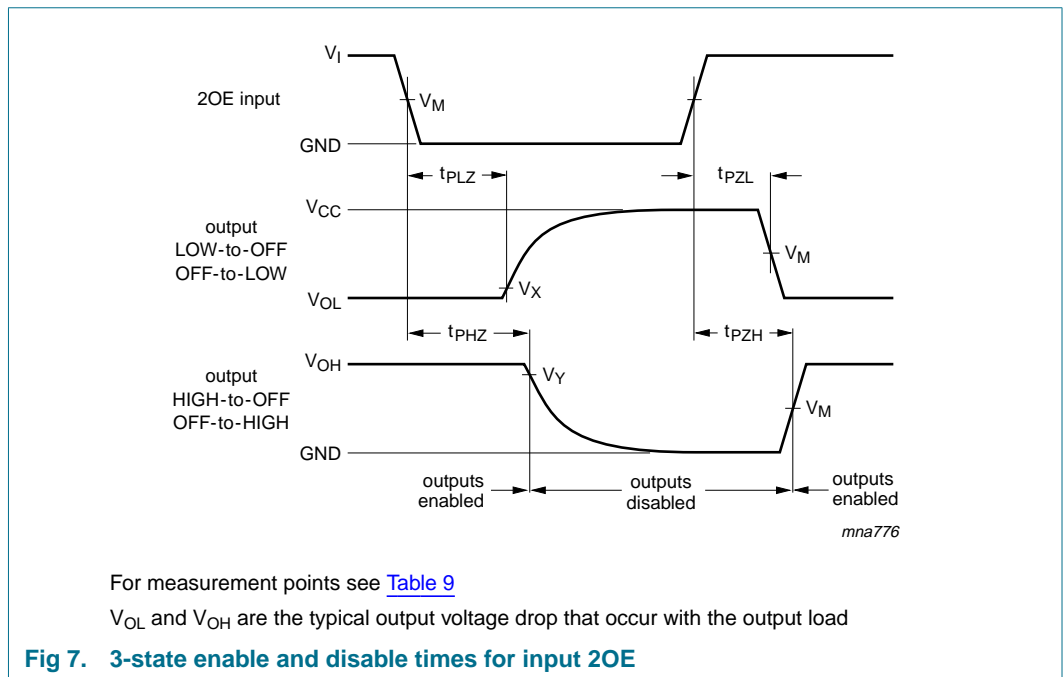 VI
2OE input
VM
GND
tPLZ
tPZL
VCC
output
LOW-to-OFF
OFF-to-LOW
VM
VX
VOL
tPHZ
tPZH
VOH
output
HIGH-to-OFF
OFF-to-HIGH
VY
VM
GND
outputs
enabled
outputs
disabled
outputs
enabled
mna776
For measurement points see Table 9
VOL and VOH are the typical output voltage drop that occur with the output load
Fig 7. 3-state enable and disable times for input 2OE